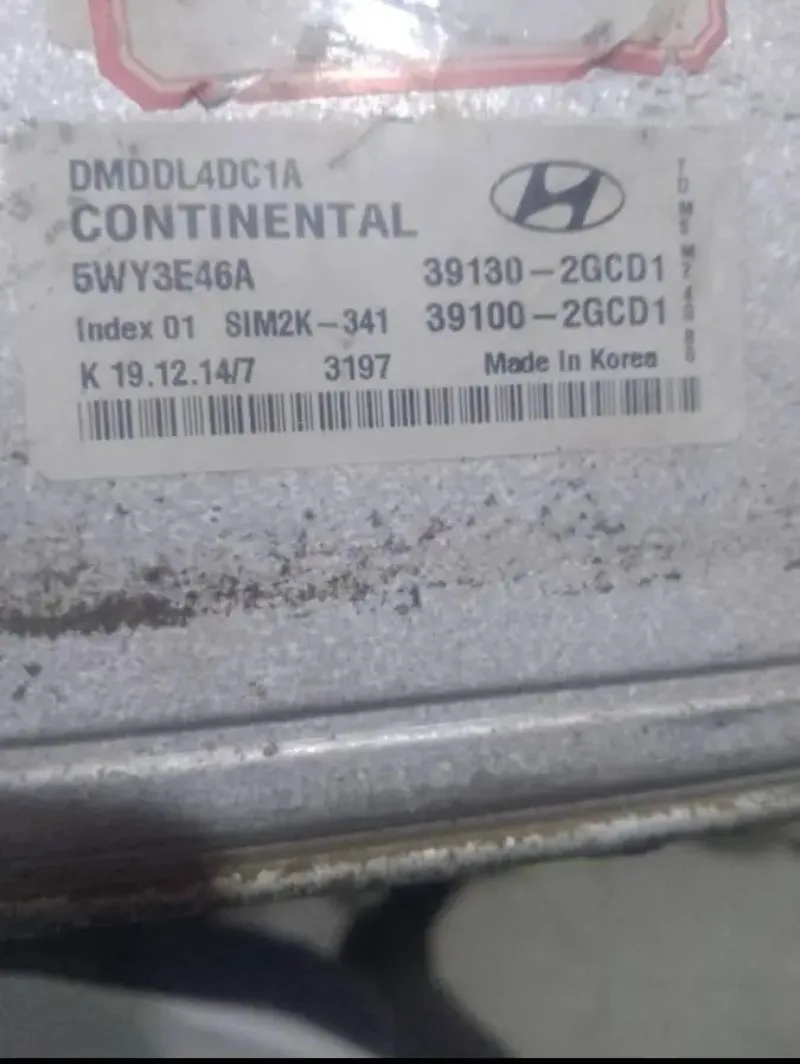 DMDDL4DC1A
CONTINENTAL
5WY3E46A 39130-2GCD1
Index 01 SIM2K-341 39100-2GCD1
K 19.12.14/7 3197 Made In Korea